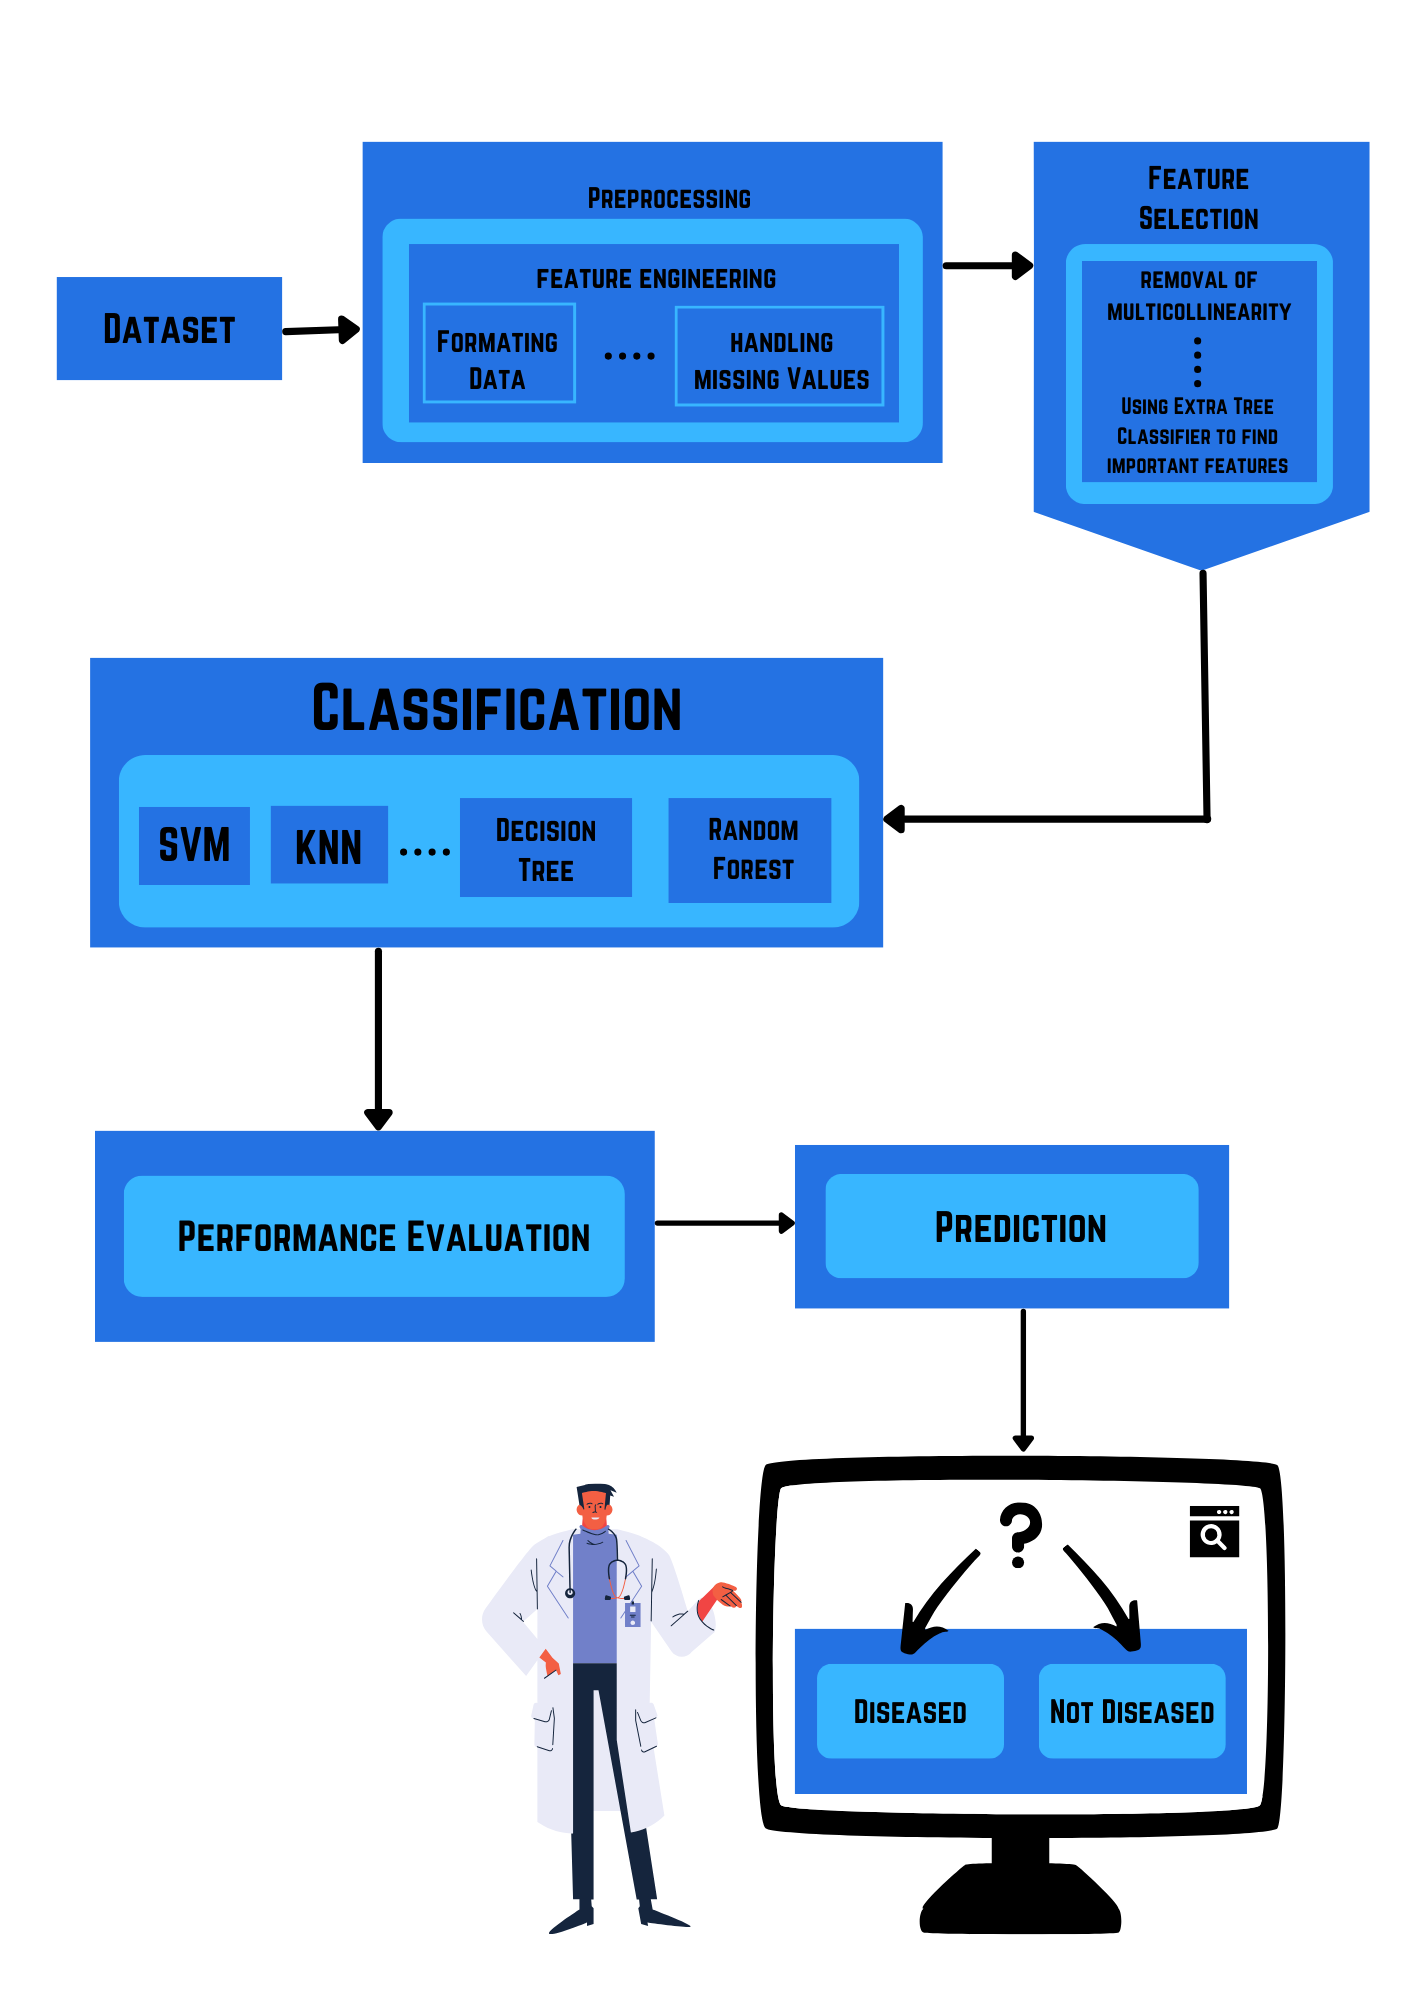 Preprocessing
Feature Engineering
Formating
Data
....
Handling
Missing Values
Dataset
Feature
Selection
Removal of
Multicollinearity
Using Extra Tree
Classifier to find
important features
Classification
SVM
KNN
....
Decision
Tree
Random
Forest
Performance Evaluation
Prediction
?
Diseased
Not Diseased